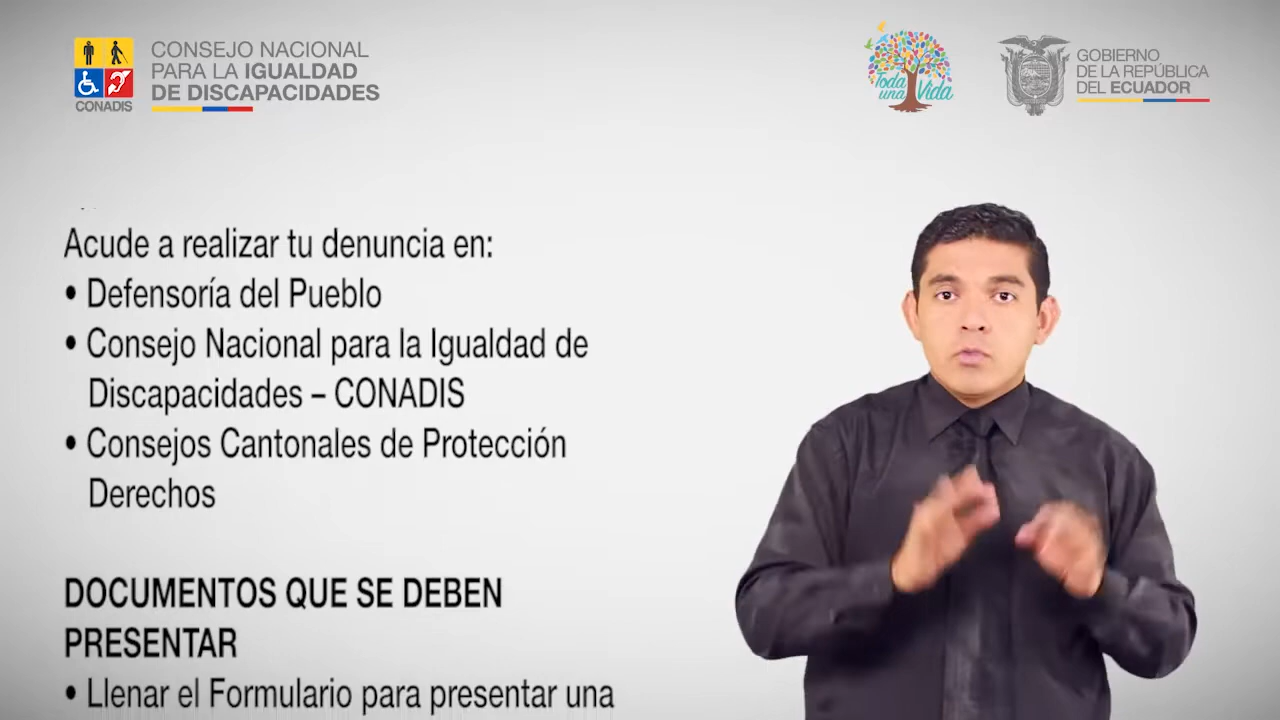 CONSEJO NACIONAL
PARA LA IGUALDAD
DE DISCAPACIDADES
CONADIS
Toda
una Vida
GOBIERNO
DE LA REPÚBLICA
DEL ECUADOR
Acude a realizar tu denuncia en:
• Defensoría del Pueblo
• Consejo Nacional para la Igualdad de
Discapacidades – CONADIS
• Consejos Cantonales de Protección
Derechos
DOCUMENTOS QUE SE DEBEN
PRESENTAR
• Llenar el Formulario para presentar una